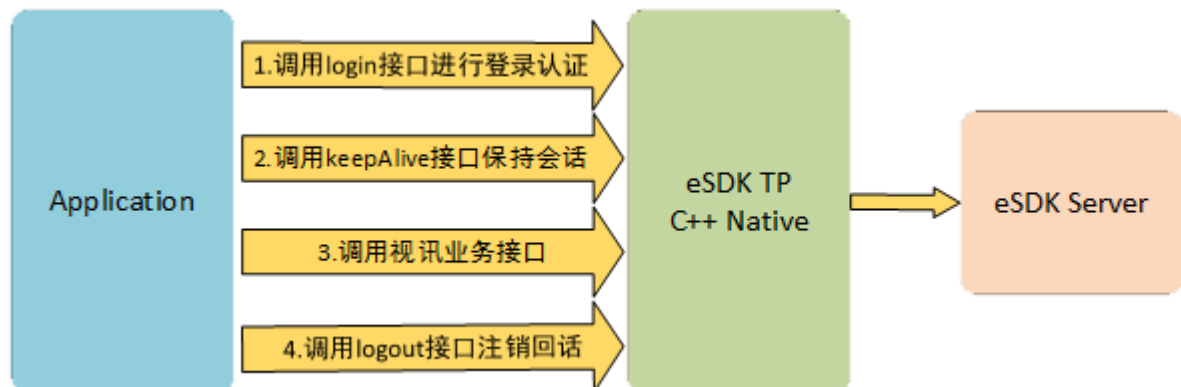 1.调用login接口进行登录认证
2.调用keepAlive接口保持会话
Application
eSDK TP
C++ Native
eSDK Server
3.调用视讯业务接口
4.调用logout接口注销回话